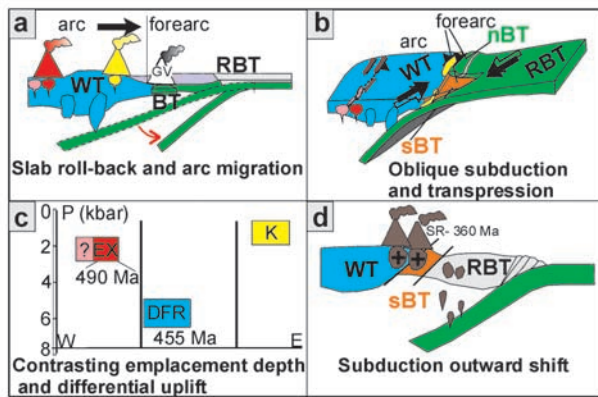 a arc forearc
GV RBT
WT
BT
Slab roll-back and arc migration
b forearc
nBT
arc
WT RBT
sBT
Oblique subduction
and transpression
c
0 P (kbar)
K
2 ? EX
490 Ma
4
6 DFR
455 Ma
8 W E
Contrasting emplacement depth
and differential uplift
d
SR- 360 Ma
WT RBT
sBT
Subduction outward shift